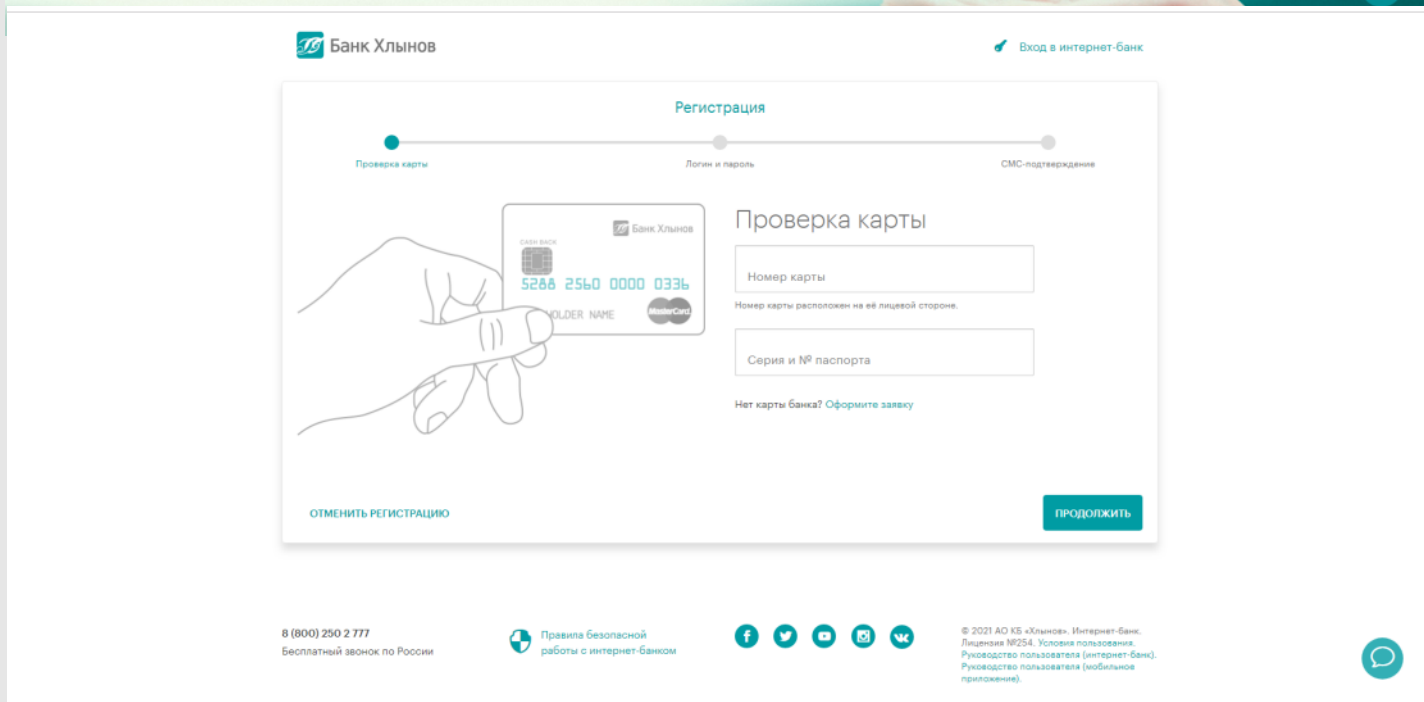 Банк Хлынов
Вход в интернет-банк
Регистрация
Проверка карты
Логин и пароль
СМС-подтверждение
Банк Хлынов
CASH BACK
5288 2560 0000 0336
HOLDER NAME
MasterCard
Проверка карты
Номер карты
Номер карты расположен на её лицевой стороне.
Серия и № паспорта
Нет карты банка? Оформите заявку
ОТМЕНИТЬ РЕГИСТРАЦИЮ
ПРОДОЛЖИТЬ
8 (800) 250 2 777
Бесплатный звонок по России
Правила безопасной
работы с интернет-банком
© 2021 АО КБ «Хлынов». Интернет-банк.
Лицензия №254. Условия пользования.
Руководство пользователя (интернет-банк).
Руководство пользователя (мобильное
приложение).